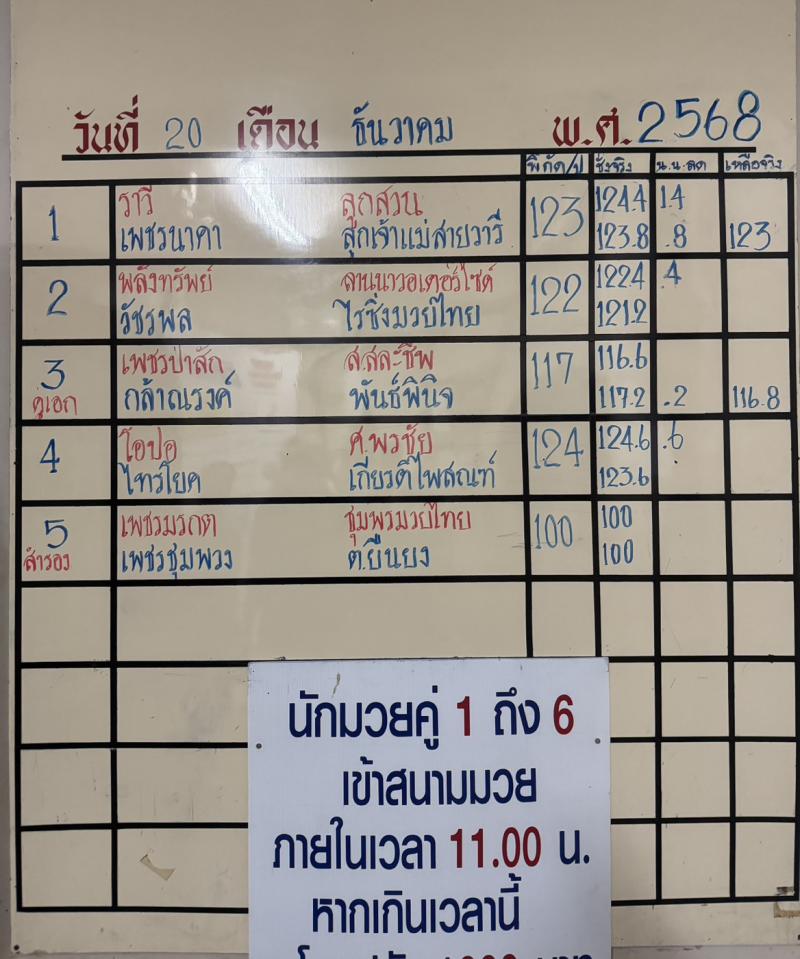 วันที่ 20 เดือน ธันวาคม พ.ศ. 2568
พิกัด/ป ชั่งจริง น.น.ลด เหลือจริง
1 ราวี ลูกสวน 123 124.4 1.4
เพชรนาคา ลูกเจ้าแม่สายวารี 123.8 .8 123
2 พลังทรัพย์ ลานนาวอเตอร์ไซด์ 122 122.4 .4
วัชรพล ไรซิ่งมวยไทย 121.2
3 เพชรป่าสัก ส.สละชีพ 117 116.6
คู่เอก กล้าณรงค์ พันธ์พินิจ 117.2 .2 116.8
4 โอปอ ศ.พรชัย 124 124.6 .6
ไทรโยค เกียรติไพสณฑ์ 123.6
5 เพชรมรกต ชุมพรมวยไทย 100 100
สำรอง เพชรชุมพวง ต.ยืนยง 100
นักมวยคู่ 1 ถึง 6
เข้าสนามมวย
ภายในเวลา 11.00 น.
หากเกินเวลานี้